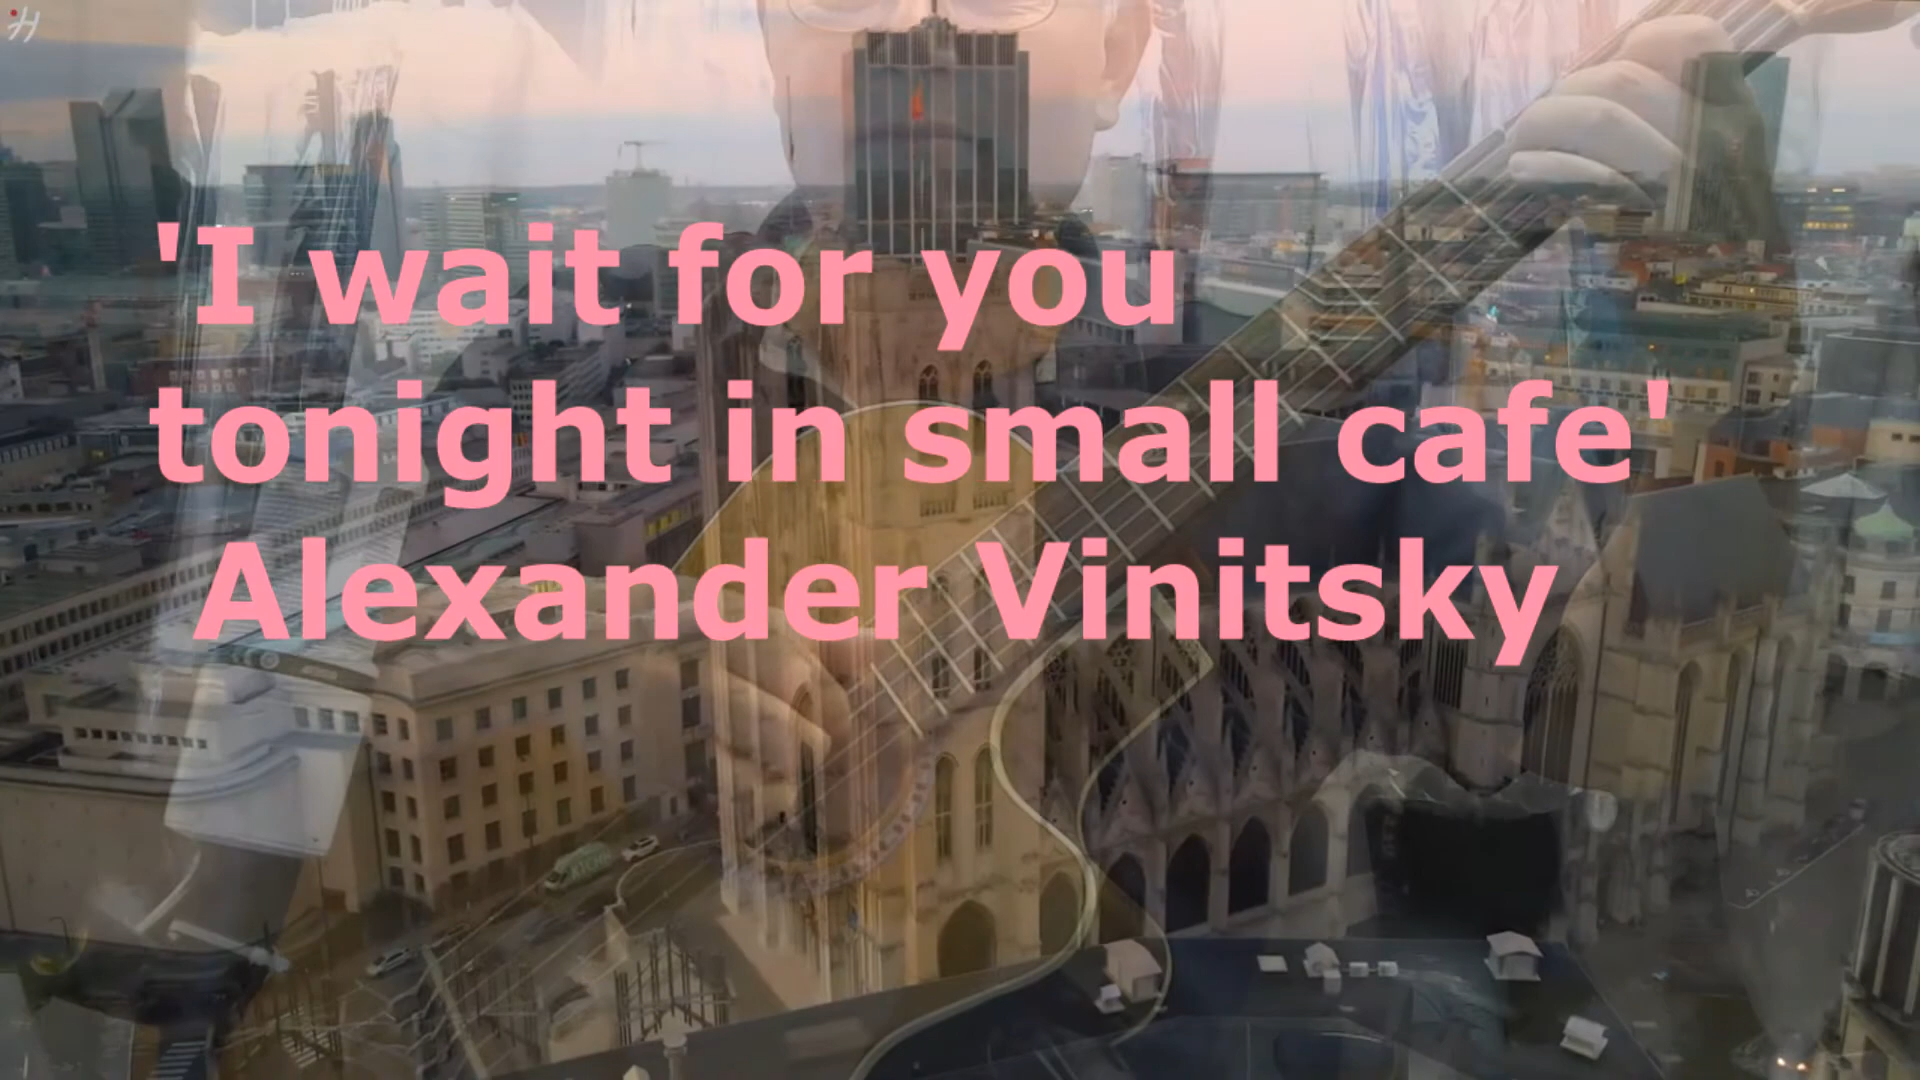 'I wait for you
tonight in small cafe'
Alexander Vinitsky